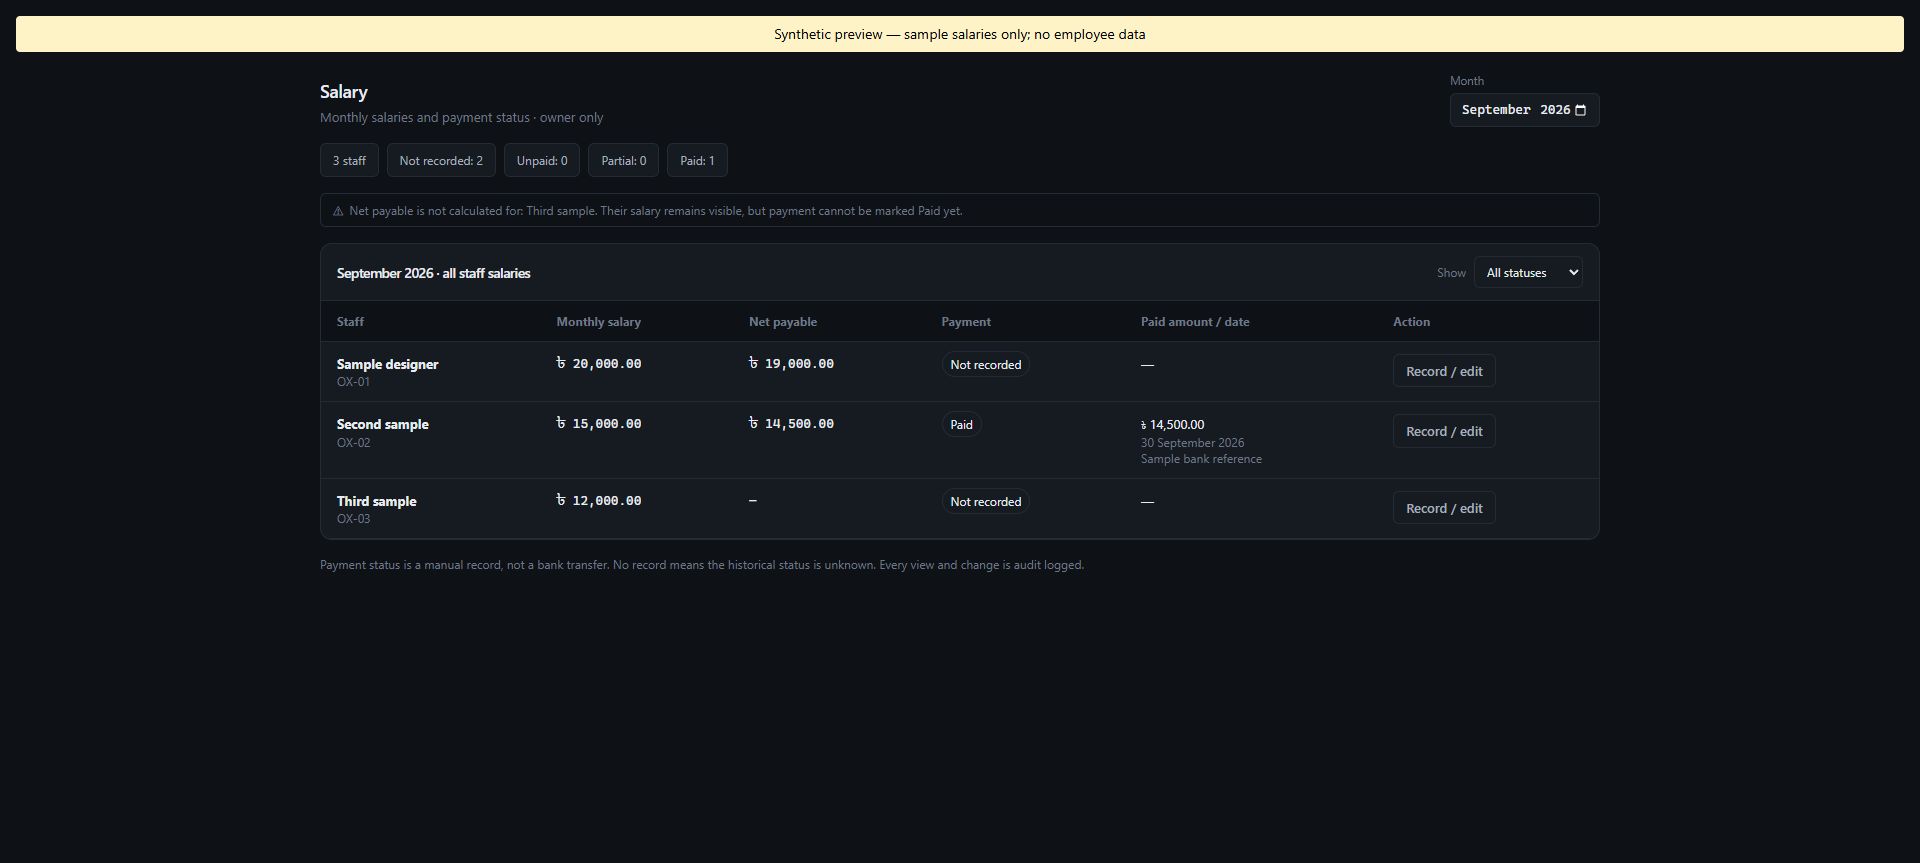 Synthetic preview — sample salaries only; no employee data
Salary
Monthly salaries and payment status · owner only
Month
September 2026
3 staff
Not recorded: 2
Unpaid: 0
Partial: 0
Paid: 1
⚠ Net payable is not calculated for: Third sample. Their salary remains visible, but payment cannot be marked Paid yet.
September 2026 · all staff salaries
Show
All statuses
Staff
Monthly salary
Net payable
Payment
Paid amount / date
Action
Sample designer
OX-01
৳ 20,000.00
৳ 19,000.00
Not recorded
—
Record / edit
Second sample
OX-02
৳ 15,000.00
৳ 14,500.00
Paid
৳ 14,500.00
30 September 2026
Sample bank reference
Record / edit
Third sample
OX-03
৳ 12,000.00
—
Not recorded
—
Record / edit
Payment status is a manual record, not a bank transfer. No record means the historical status is unknown. Every view and change is audit logged.